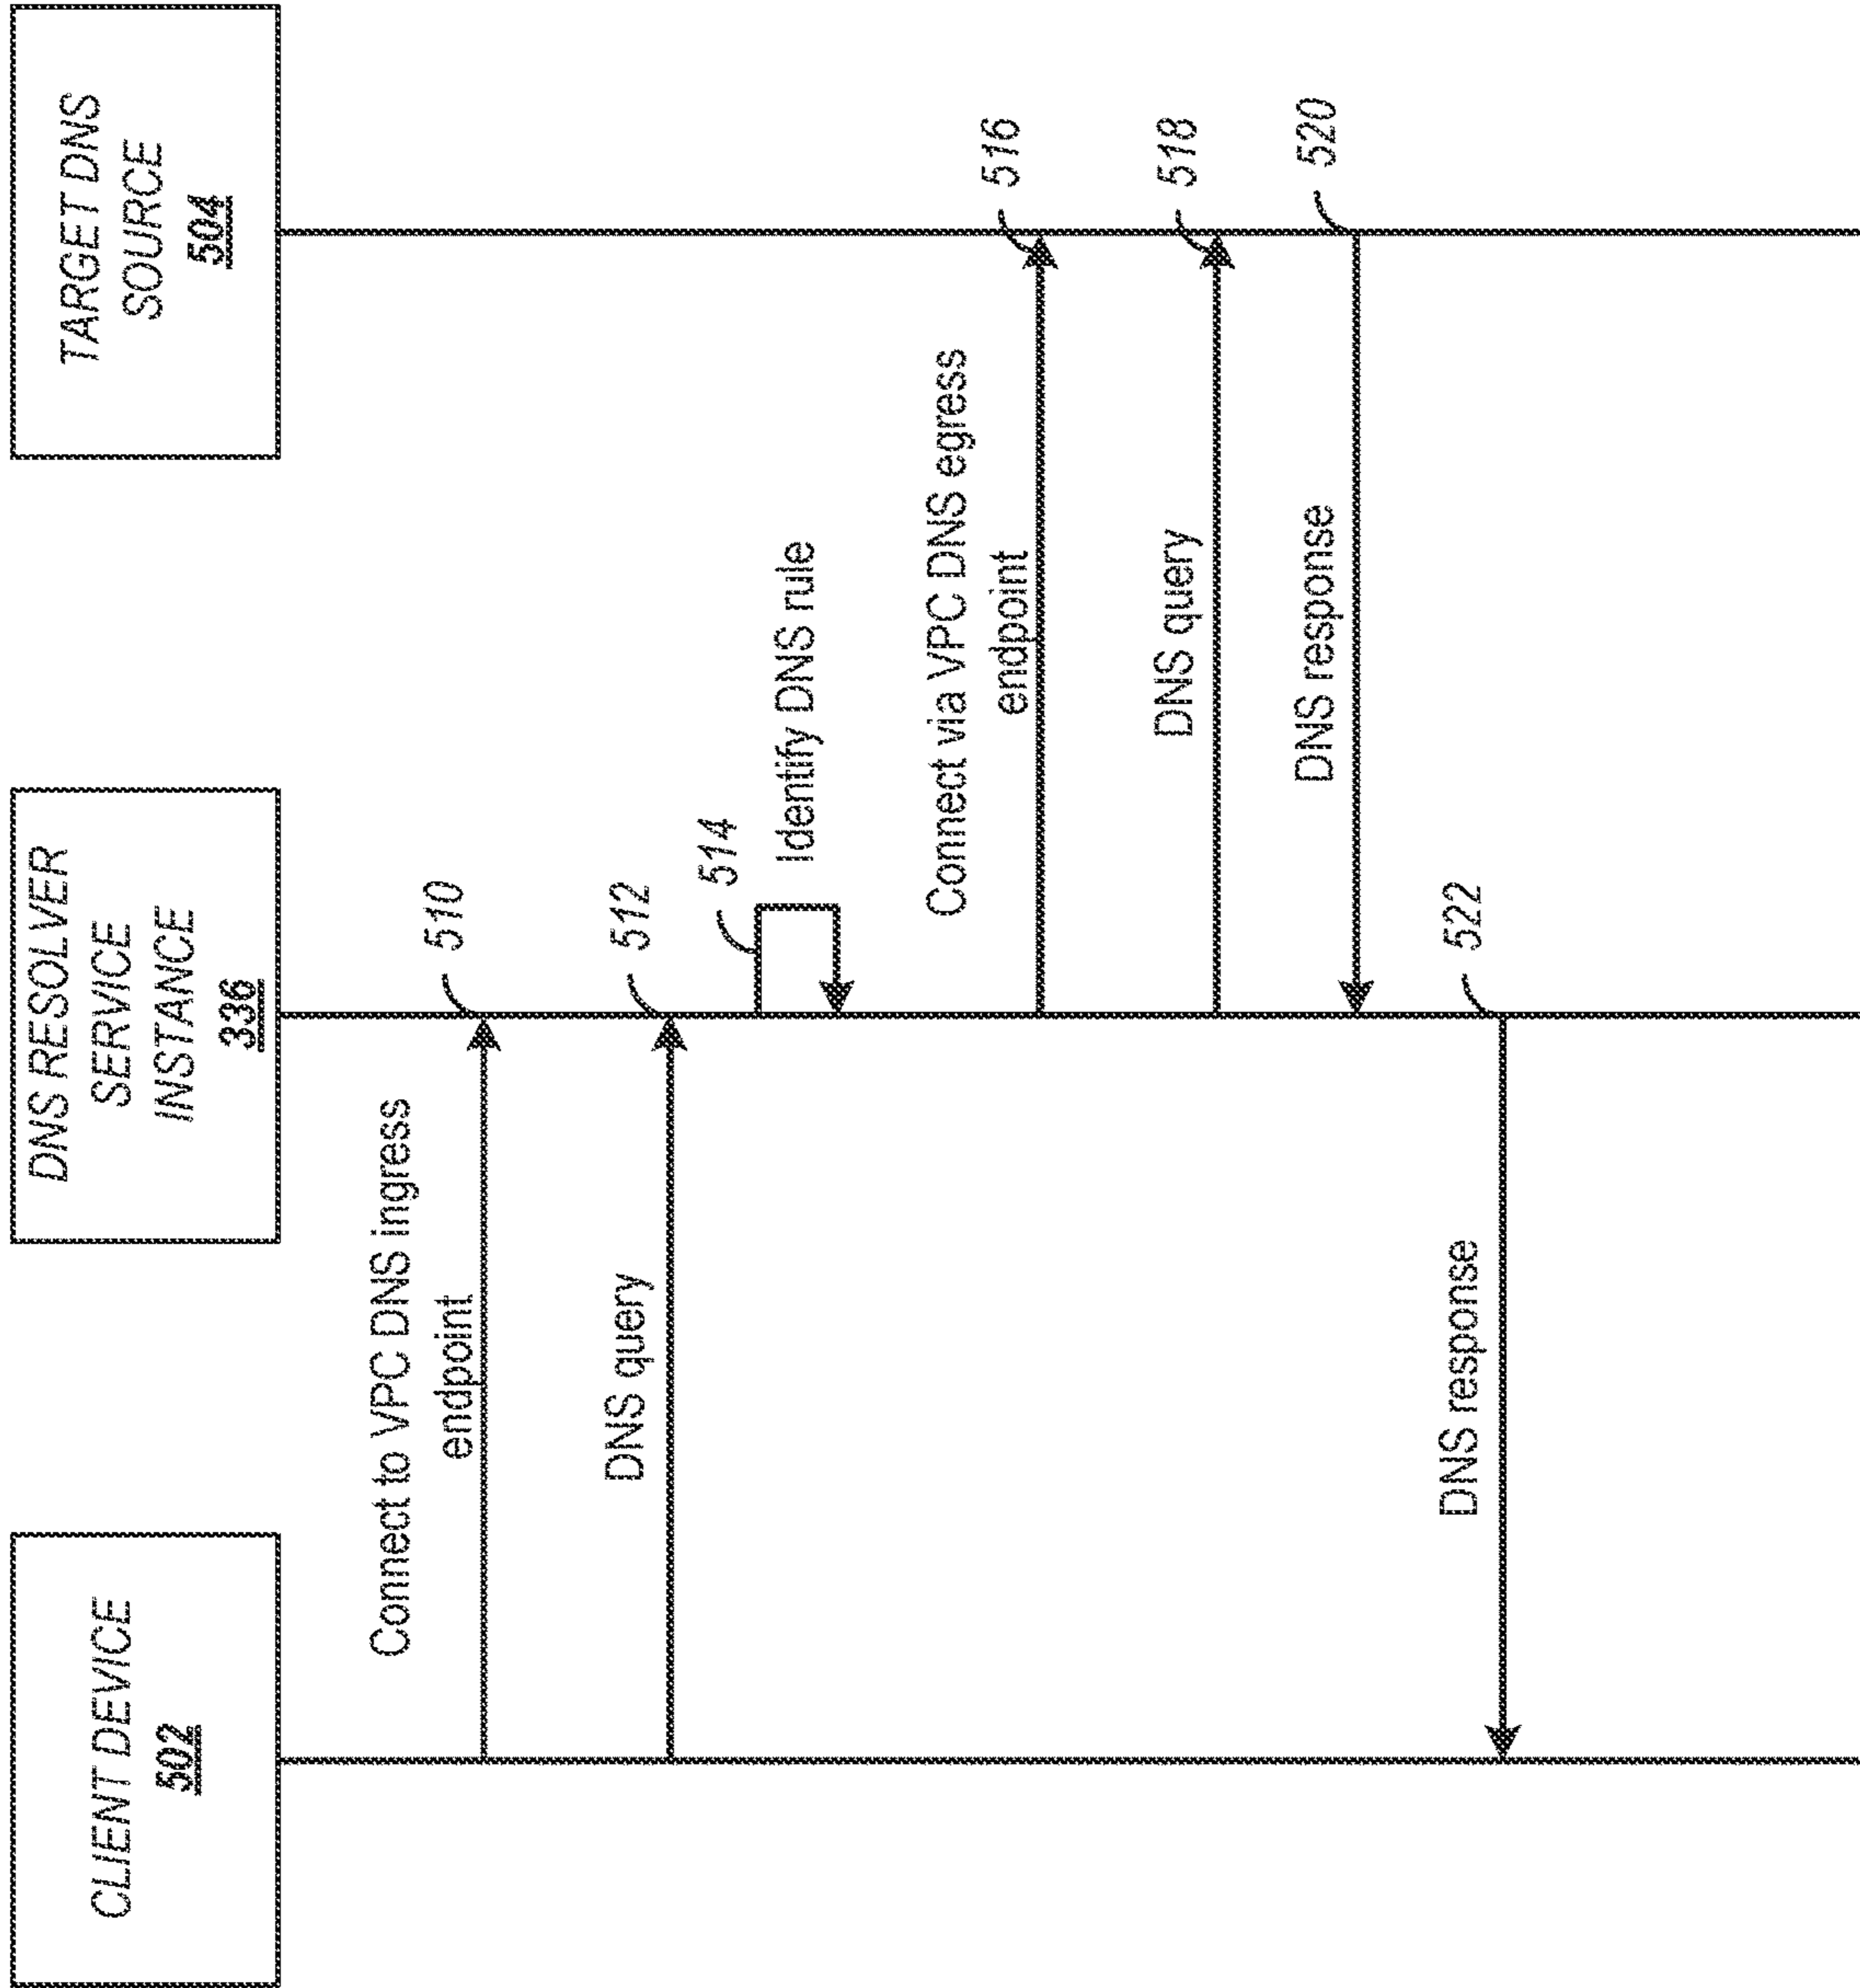 CLIENT DEVICE
502
DNS RESOLVER
SERVICE
INSTANCE
336
TARGET DNS
SOURCE
504
Connect to VPC DNS ingress
endpoint
510
DNS query
512
514
Identify DNS rule
Connect via VPC DNS egress
endpoint
516
DNS query
518
DNS response
520
DNS response
522